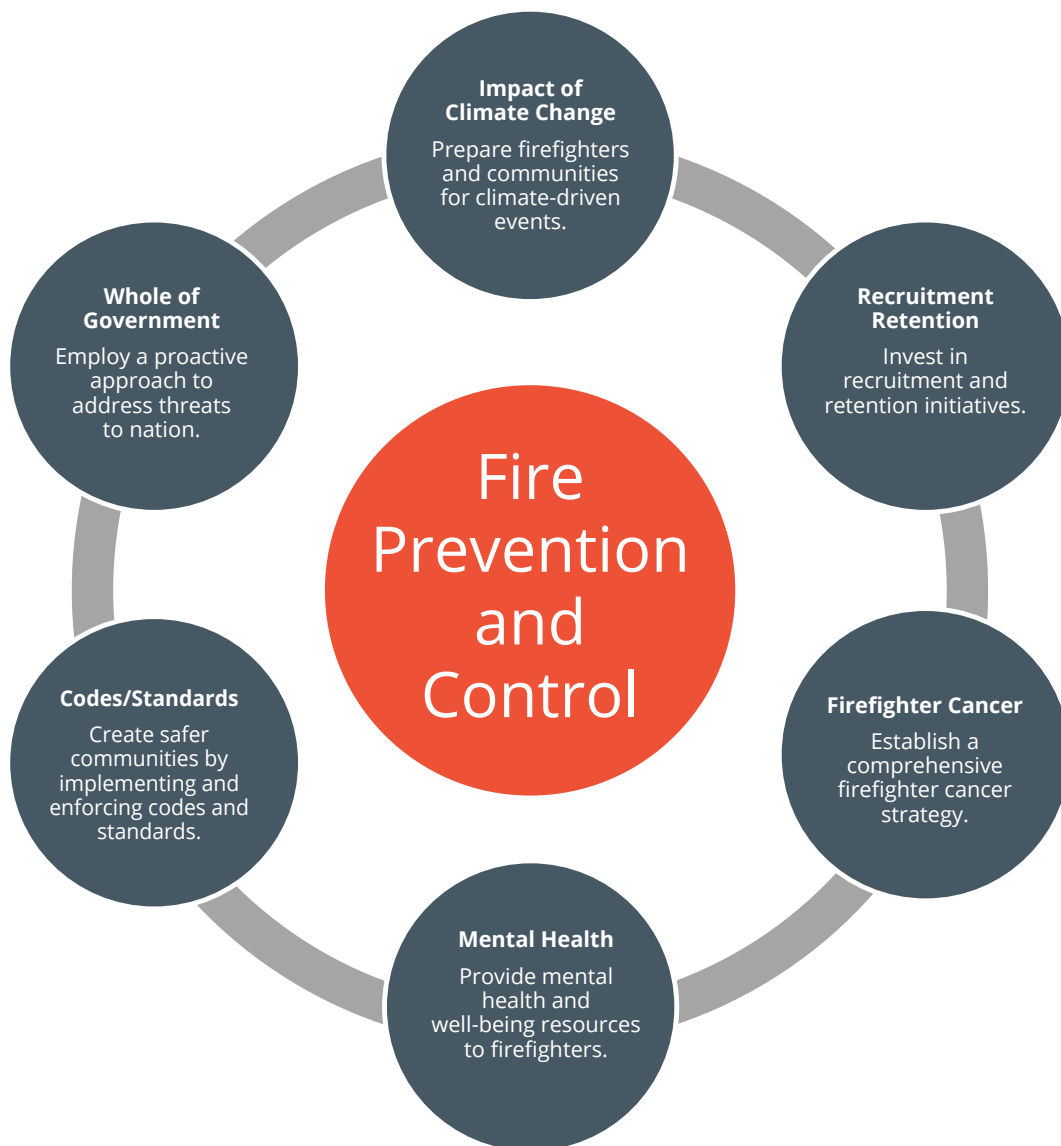 Impact of
Climate Change
Prepare firefighters
and communities
for climate-driven
events.
Recruitment
Retention
Invest in
recruitment and
retention initiatives.
Firefighter Cancer
Establish a
comprehensive
firefighter cancer
strategy.
Mental Health
Provide mental
health and
well-being resources
to firefighters.
Codes/Standards
Create safer
communities by
implementing and
enforcing codes and
standards.
Whole of
Government
Employ a proactive
approach to
address threats
to nation.
Fire
Prevention
and
Control